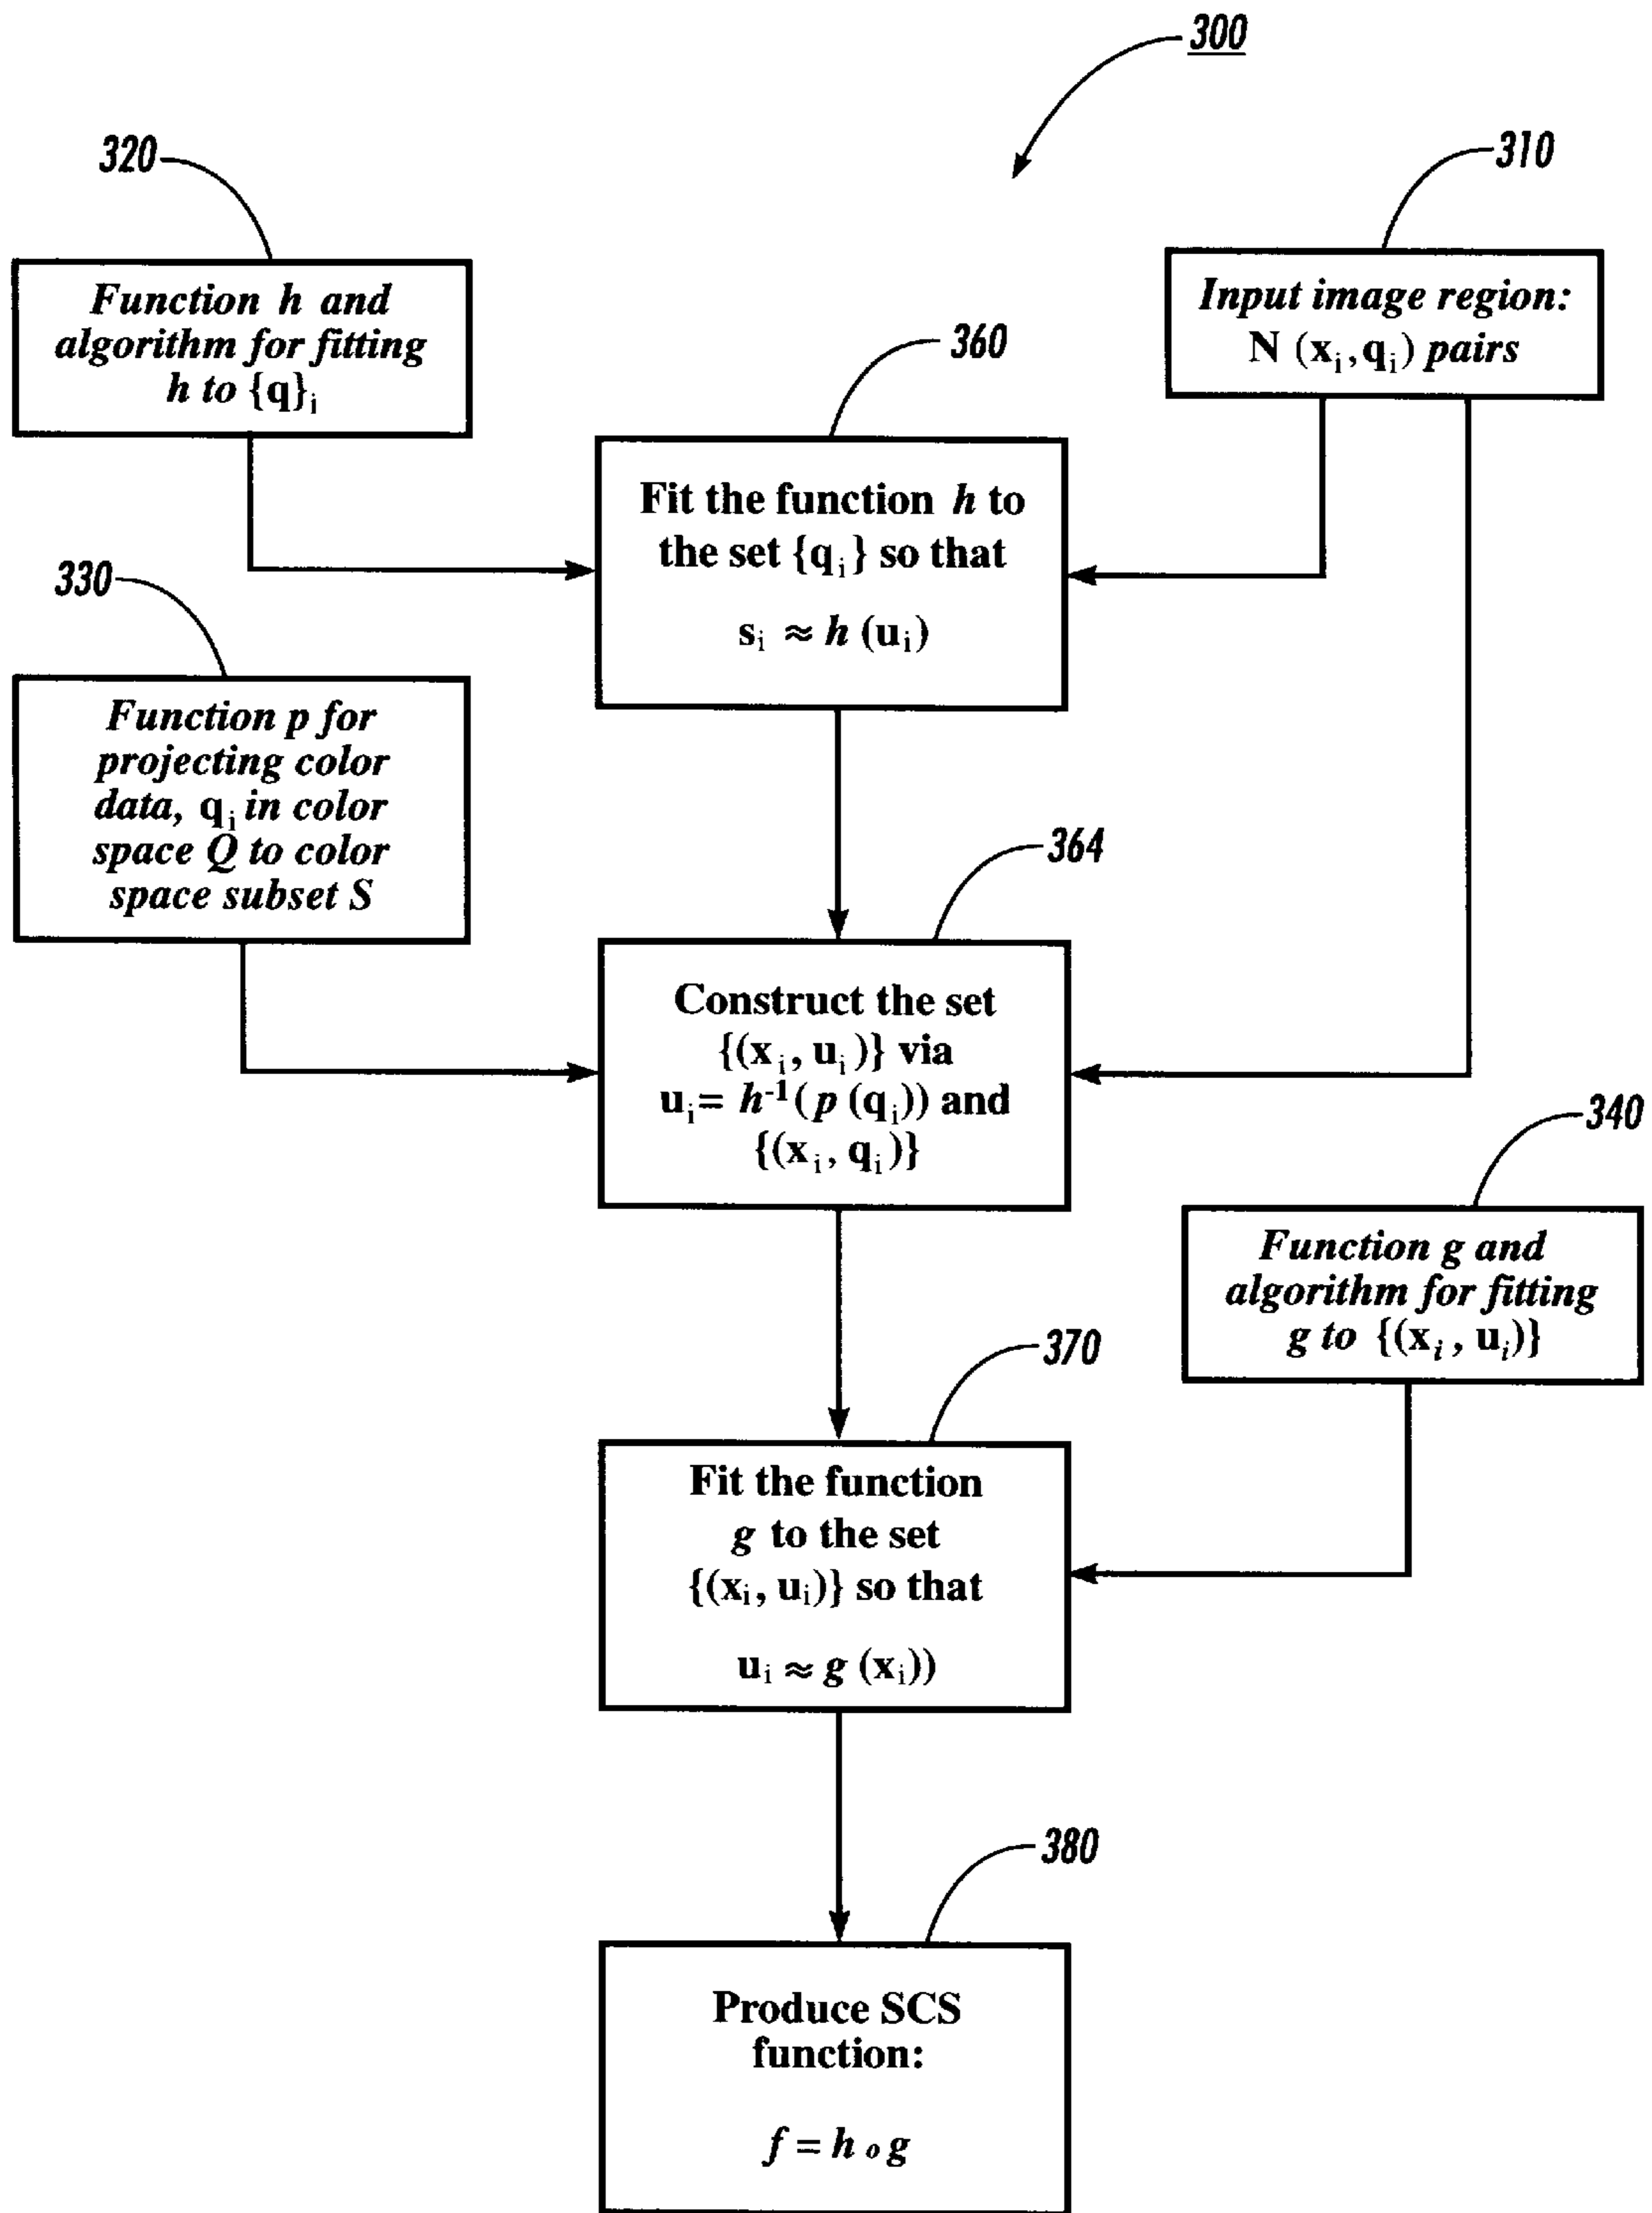 300
320
310
Function h and
algorithm for fitting
h to {q}i
Input image region:
N (xi, qi) pairs
360
Fit the function h to
the set {qi} so that
si ≈ h (ui)
330
Function p for
projecting color
data, qi in color
space Q to color
space subset S
364
Construct the set
{(xi, ui)} via
ui= h-1(p (qi)) and
{(xi, qi)}
340
Function g and
algorithm for fitting
g to {(xi, ui)}
370
Fit the function
g to the set
{(xi, ui)} so that
ui ≈ g (xi))
380
Produce SCS
function:
f = h o g